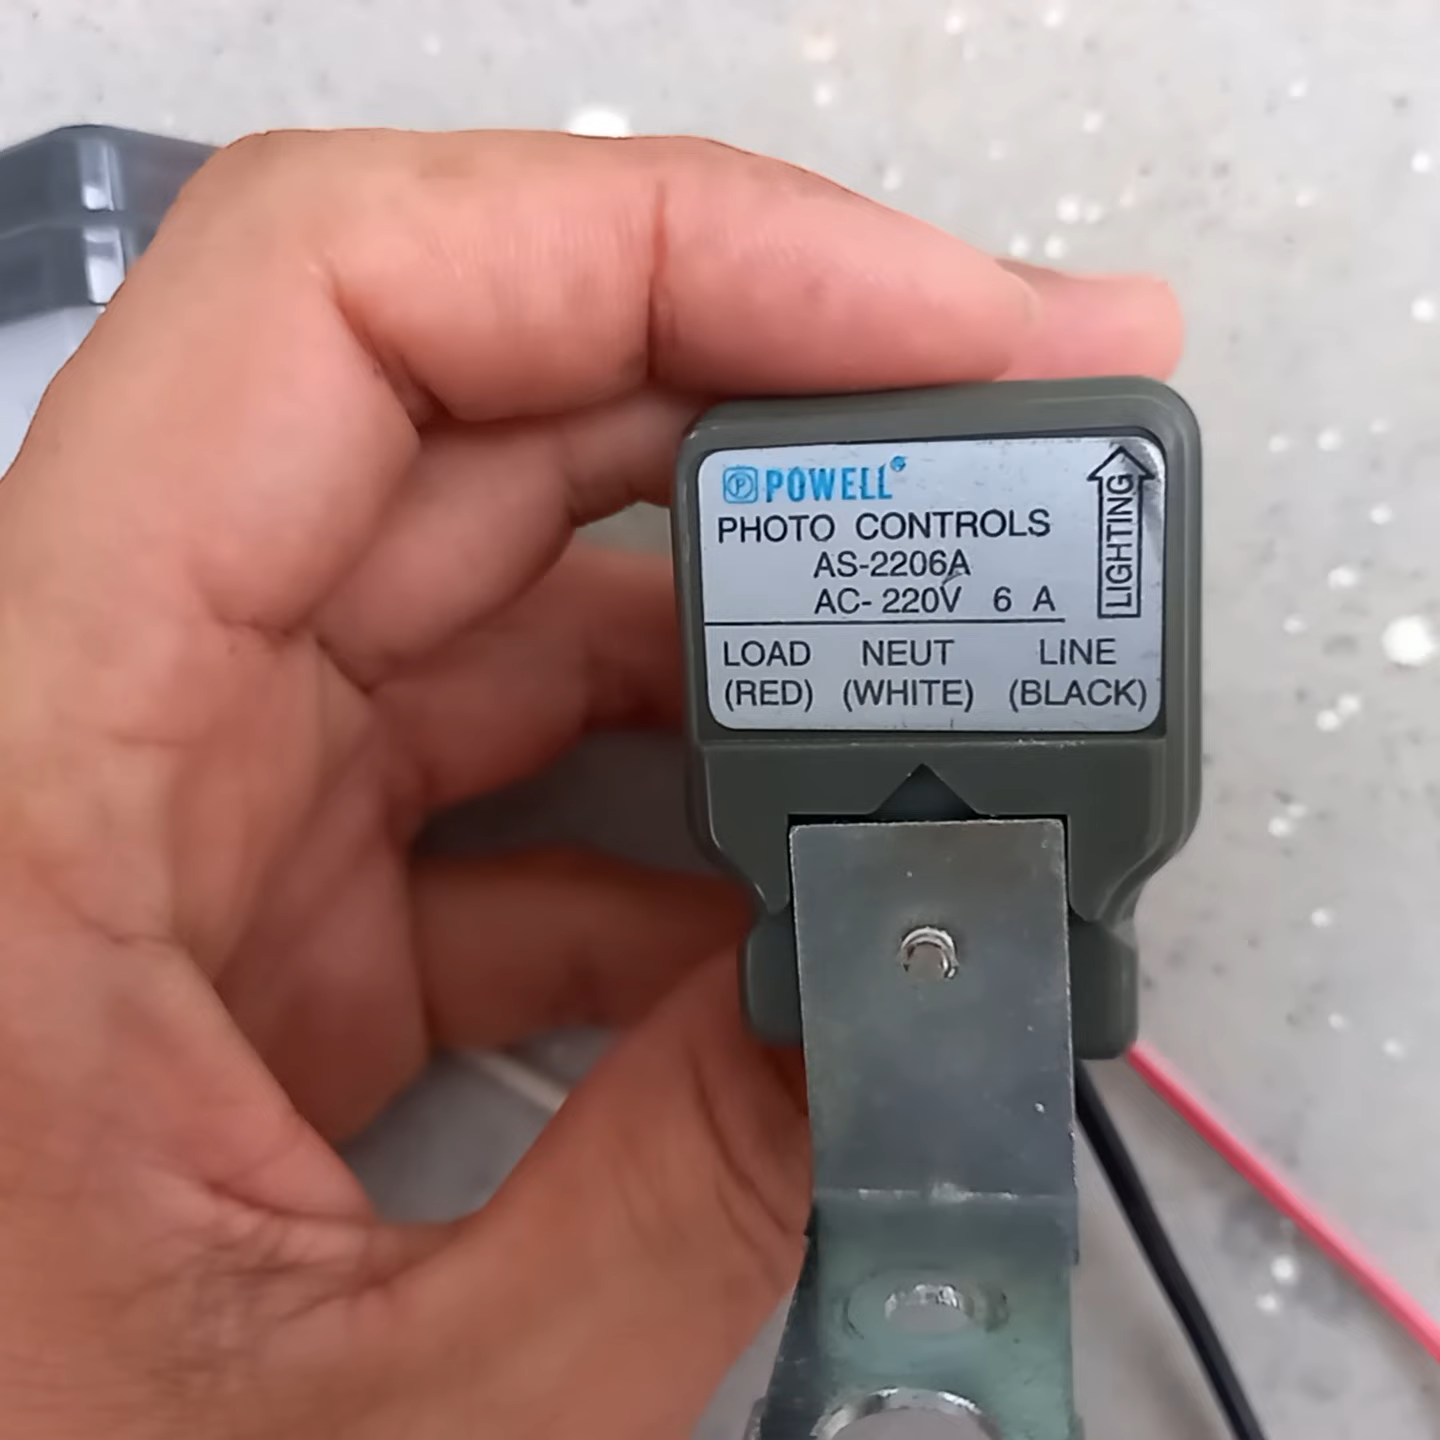 POWELL
PHOTO CONTROLS
AS-2206A
AC- 220V 6 A
LIGHTING
LOAD NEUT LINE
(RED) (WHITE) (BLACK)